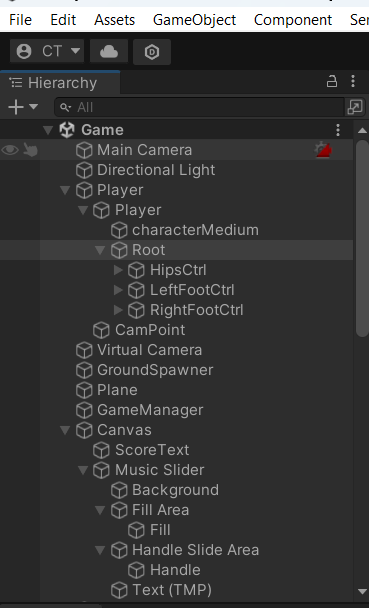 File Edit Assets GameObject Component
CT
Hierarchy
All
Game
Main Camera
Directional Light
Player
Player
characterMedium
Root
HipsCtrl
LeftFootCtrl
RightFootCtrl
CamPoint
Virtual Camera
GroundSpawner
Plane
GameManager
Canvas
ScoreText
Music Slider
Background
Fill Area
Fill
Handle Slide Area
Handle
Text (TMP)